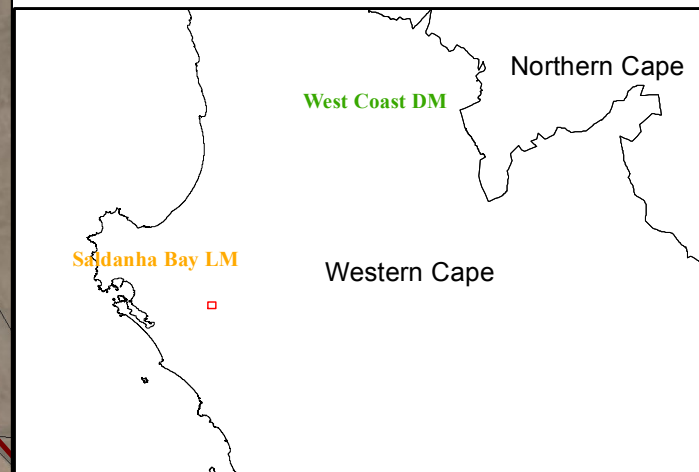 Northern Cape
West Coast DM
Saldanha Bay LM
Western Cape